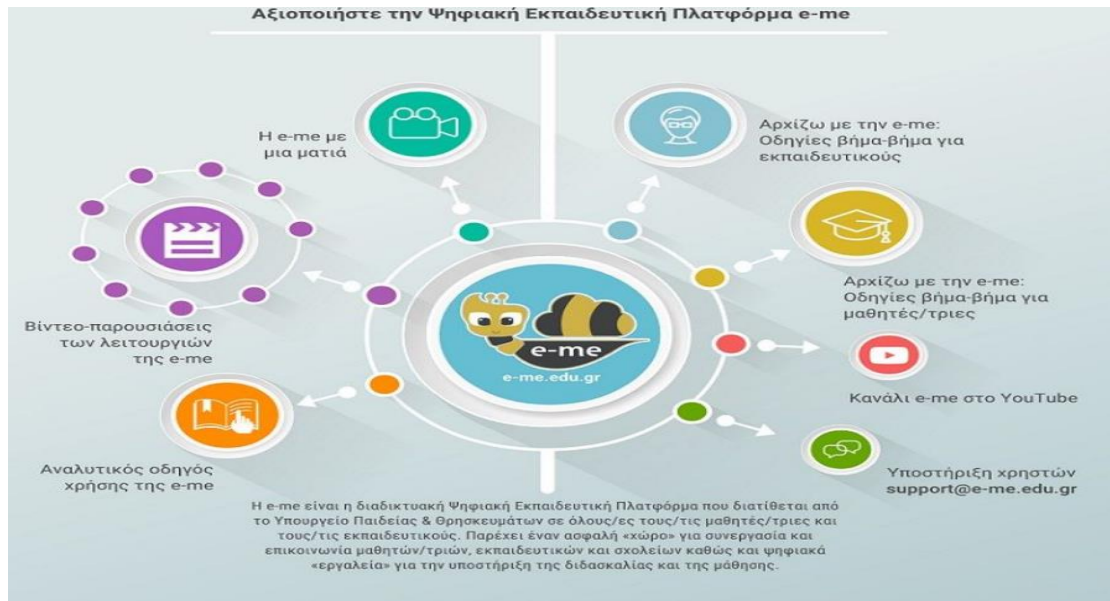 Αξιοποιήστε την Ψηφιακή Εκπαιδευτική Πλατφόρμα e-me
Η e-me με
μια ματιά
Αρχίζω με την e-me:
Οδηγίες βήμα-βήμα για
εκπαιδευτικούς
Βίντεο-παρουσιάσεις
των λειτουργιών
της e-me
e-me
e-me.edu.gr
Αρχίζω με την e-me:
Οδηγίες βήμα-βήμα για
μαθητές/τριες
Κανάλι e-me στο YouTube
Αναλυτικός οδηγός
χρήσης της e-me
Υποστήριξη χρηστών
support@e-me.edu.gr
Η e-me είναι η διαδικτυακή Ψηφιακή Εκπαιδευτική Πλατφόρμα που διατίθεται από
το Υπουργείο Παιδείας & Θρησκευμάτων σε όλους/ες τους/τις μαθητές/τριες και
τους/τις εκπαιδευτικούς. Παρέχει έναν ασφαλή «χώρο» για συνεργασία και
επικοινωνία μαθητών/τριών, εκπαιδευτικών και σχολείων καθώς και ψηφιακά
«εργαλεία» για την υποστήριξη της διδασκαλίας και της μάθησης.